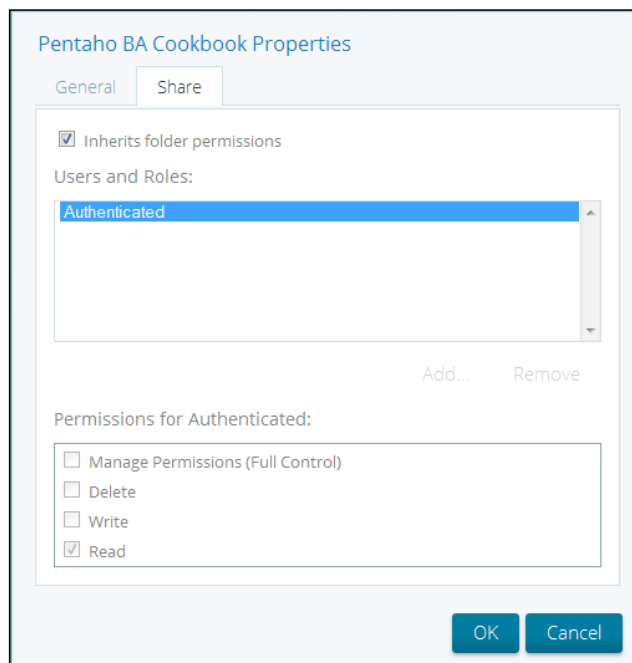 Pentaho BA Cookbook Properties
General Share
Inherits folder permissions
Users and Roles:
Authenticated
Add... Remove
Permissions for Authenticated:
Manage Permissions (Full Control)
Delete
Write
Read
OK Cancel